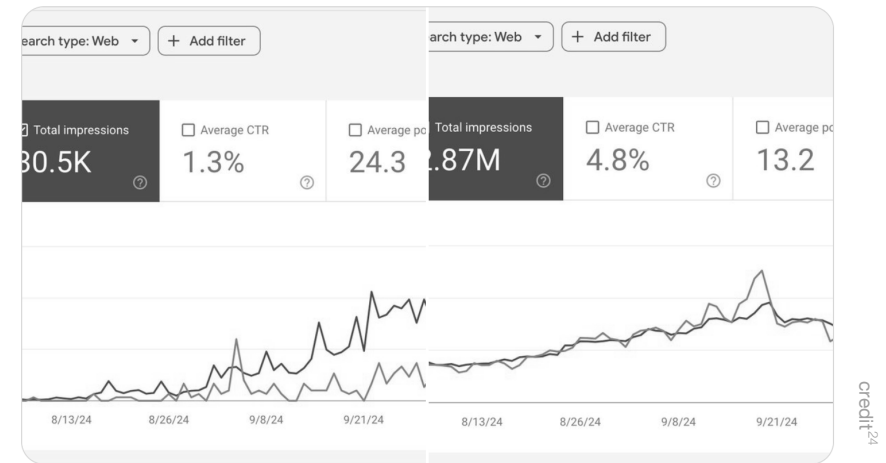 earch type: Web
+ Add filter
Total impressions
30.5K
Average CTR
1.3%
Average po
24.3
8/13/24
8/26/24
9/8/24
9/21/24
arch type: Web
+ Add filter
Total impressions
.87M
Average CTR
4.8%
Average po
13.2
8/13/24
8/26/24
9/8/24
9/21/24
credit24